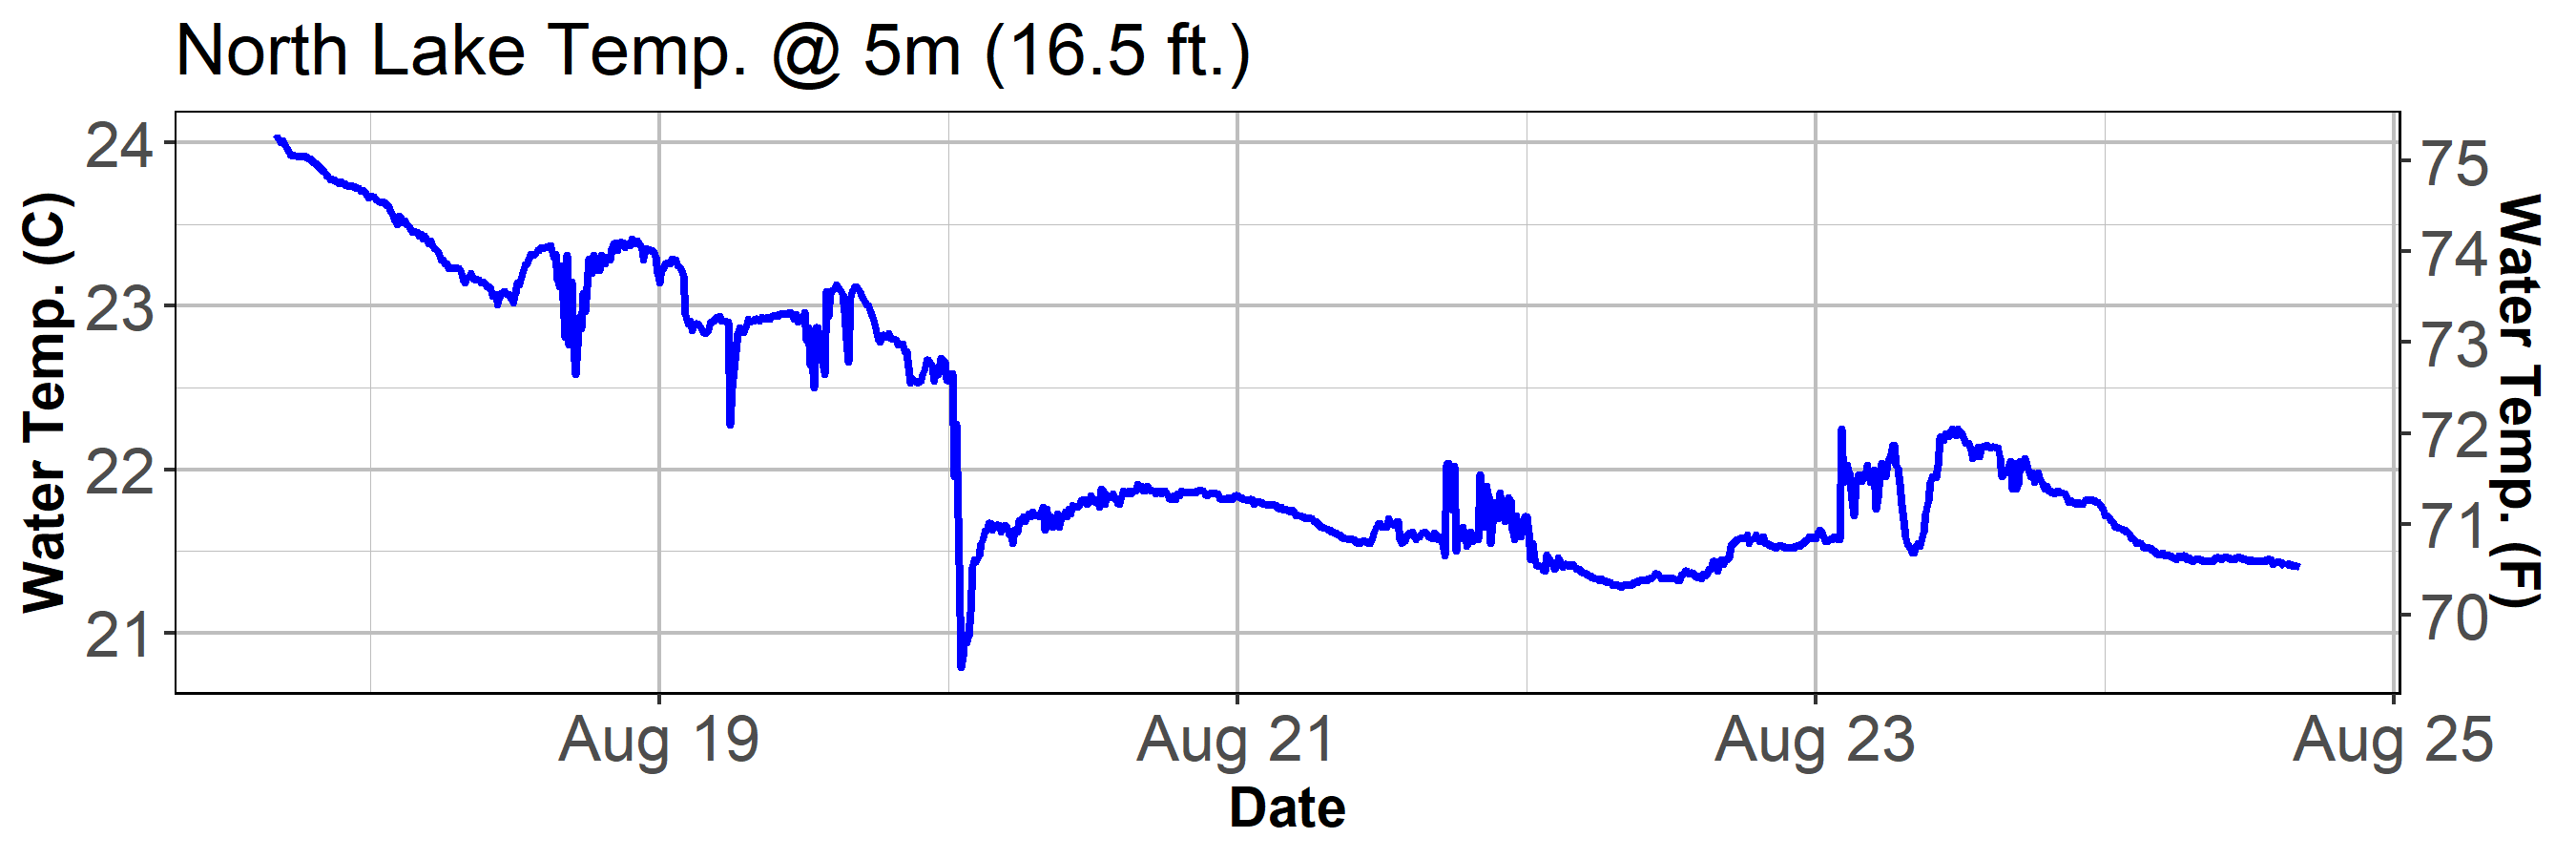 North Lake Temp. @ 5m (16.5 ft.)
Water Temp. (C)
24
23
22
21
75
74
73
72
71
70
Water Temp. (F)
Aug 19
Aug 21
Aug 23
Aug 25
Date